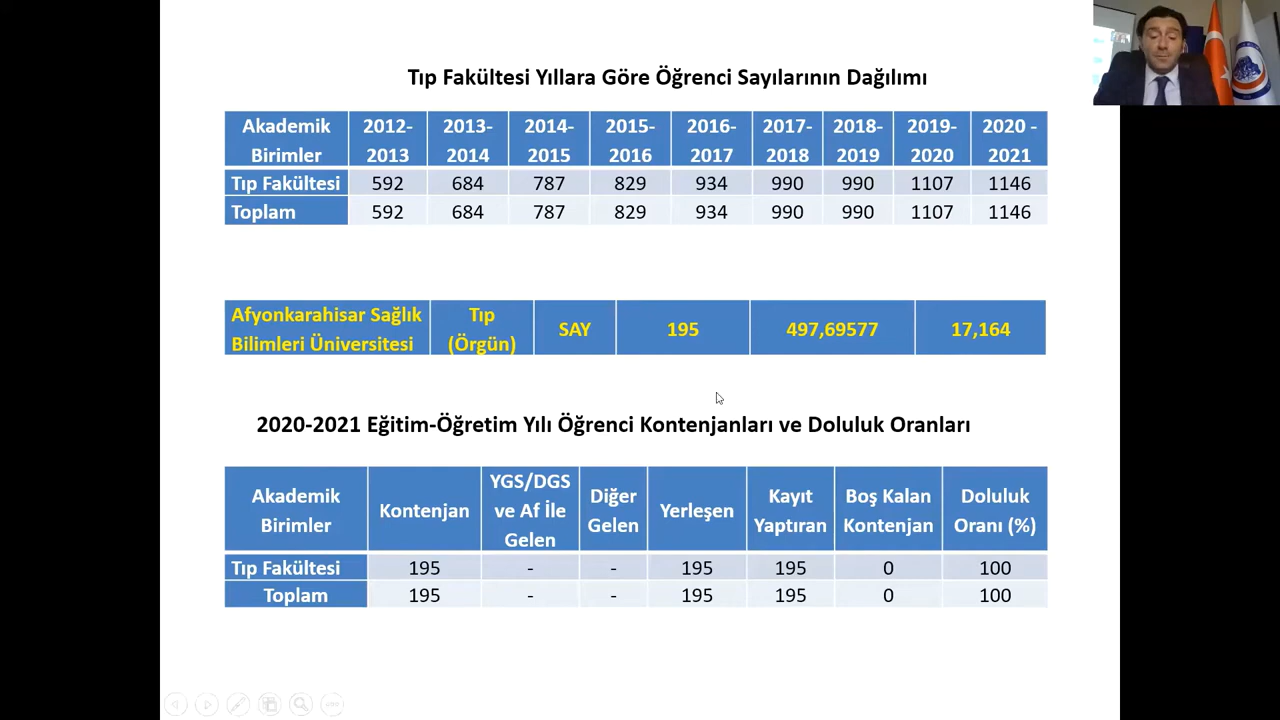 Tıp Fakültesi Yıllara Göre Öğrenci Sayılarının Dağılımı
Akademik Birimler 2012-2013 2013-2014 2014-2015 2015-2016 2016-2017 2017-2018 2018-2019 2019-2020 2020 - 2021
Tıp Fakültesi 592 684 787 829 934 990 990 1107 1146
Toplam 592 684 787 829 934 990 990 1107 1146
Afyonkarahisar Sağlık Bilimleri Üniversitesi Tıp (Örgün) SAY 195 497,69577 17,164
2020-2021 Eğitim-Öğretim Yılı Öğrenci Kontenjanları ve Doluluk Oranları
Akademik Birimler Kontenjan YGS/DGS ve Af İle Gelen Diğer Gelen Yerleşen Kayıt Yaptıran Boş Kalan Kontenjan Doluluk Oranı (%)
Tıp Fakültesi 195 - - 195 195 0 100
Toplam 195 - - 195 195 0 100